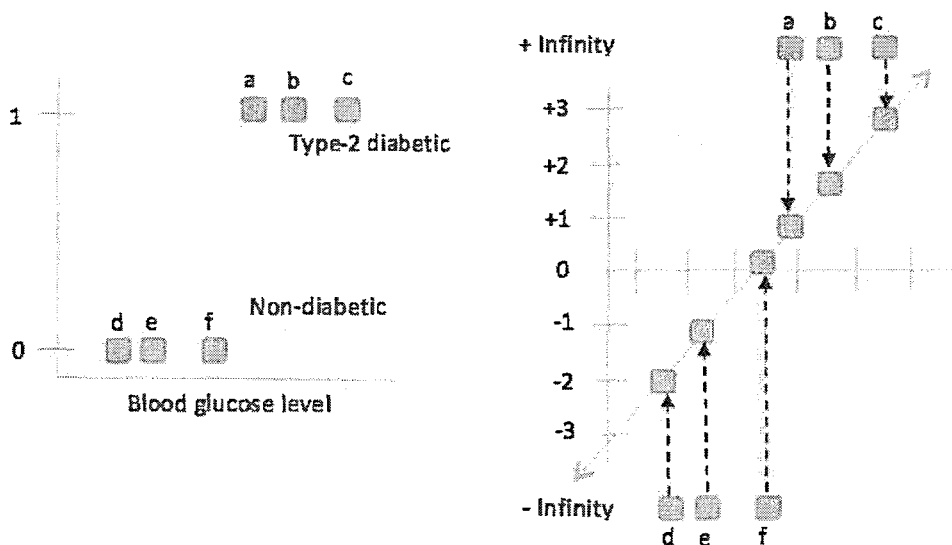 a b c
1
Type-2 diabetic
Non-diabetic
d e f
0
Blood glucose level
a b c
+ Infinity
+3
+2
+1
0
-1
-2
-3
- Infinity
d e f